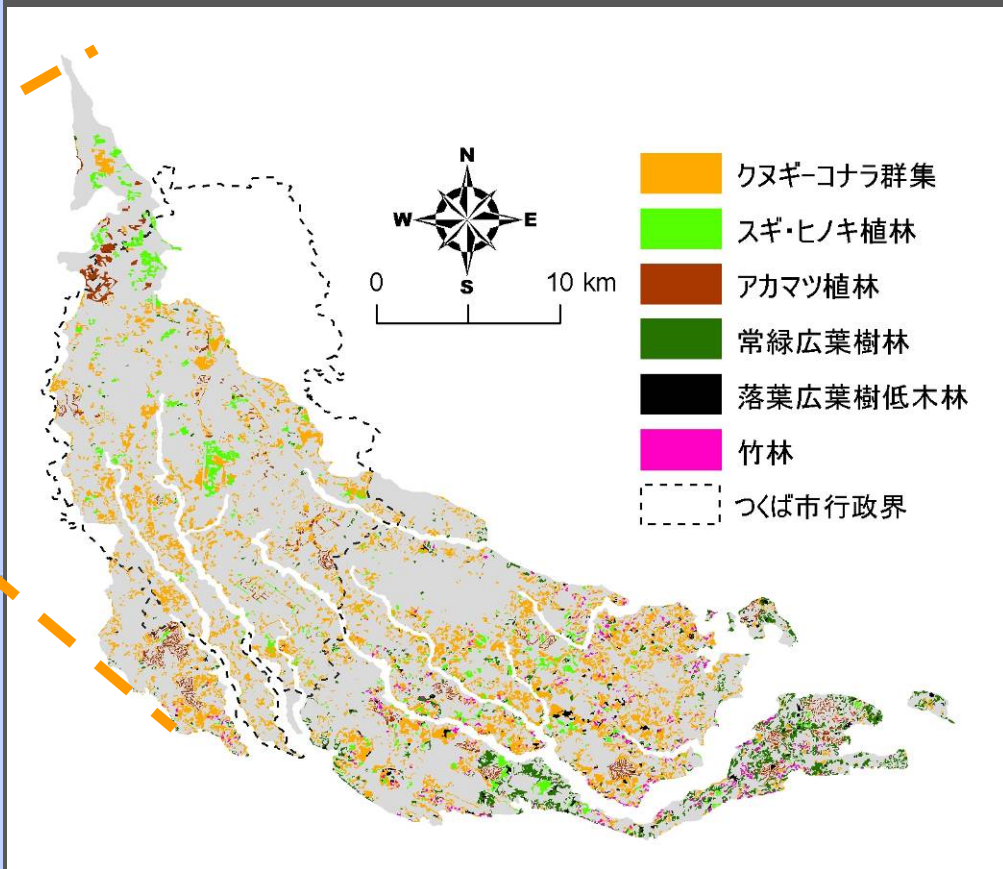 N
W E
S
0 10 km
クヌギーコナラ群集
スギ・ヒノキ植林
アカマツ植林
常緑広葉樹林
落葉広葉樹低木林
竹林
つくば市行政界